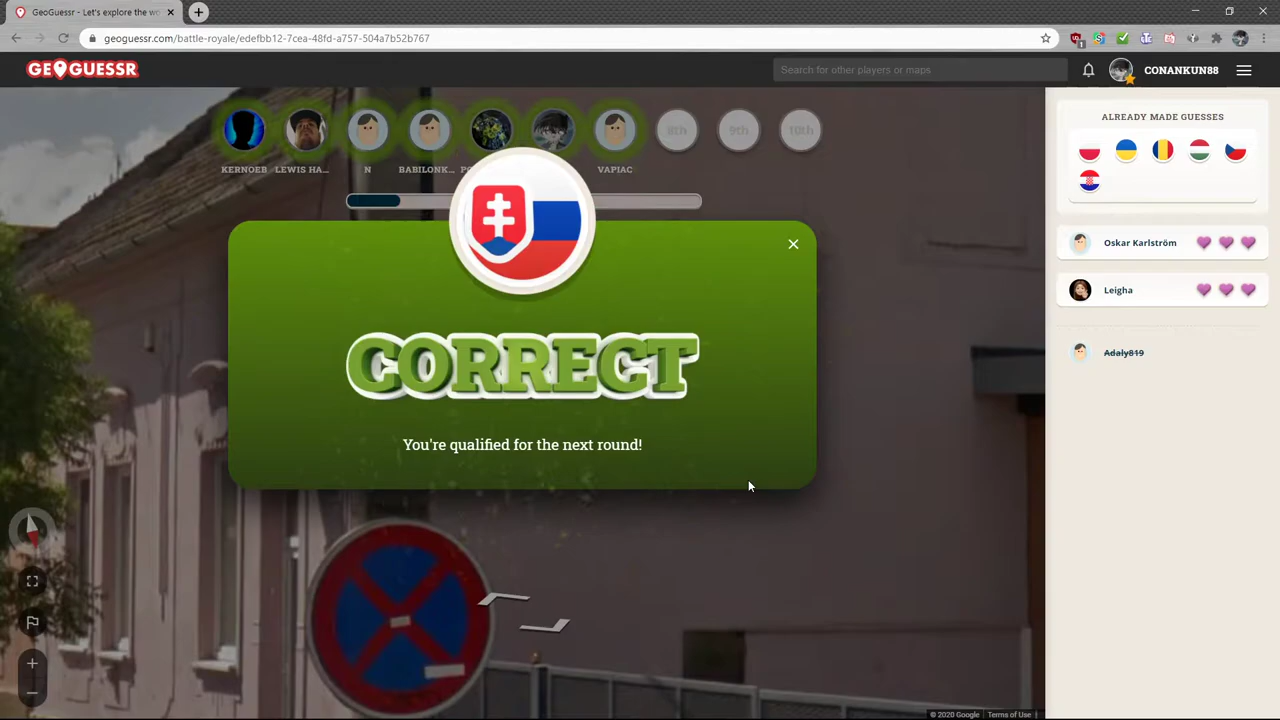 GeoGuessr - Let's explore the wo
geoguessr.com/battle-royale/edefbb12-7cea-48fd-a757-504a7b52b767
GEOGUESSR
Search for other players or maps
CONANKUN88
1
8th
9th
10th
KERNOEB
LEWIS HA...
N
BABILONK...
VAPIAC
ALREADY MADE GUESSES
Oskar Karlström
Leigha
Adaly819
CORRECT
You're qualified for the next round!
© 2020 Google
Terms of Use